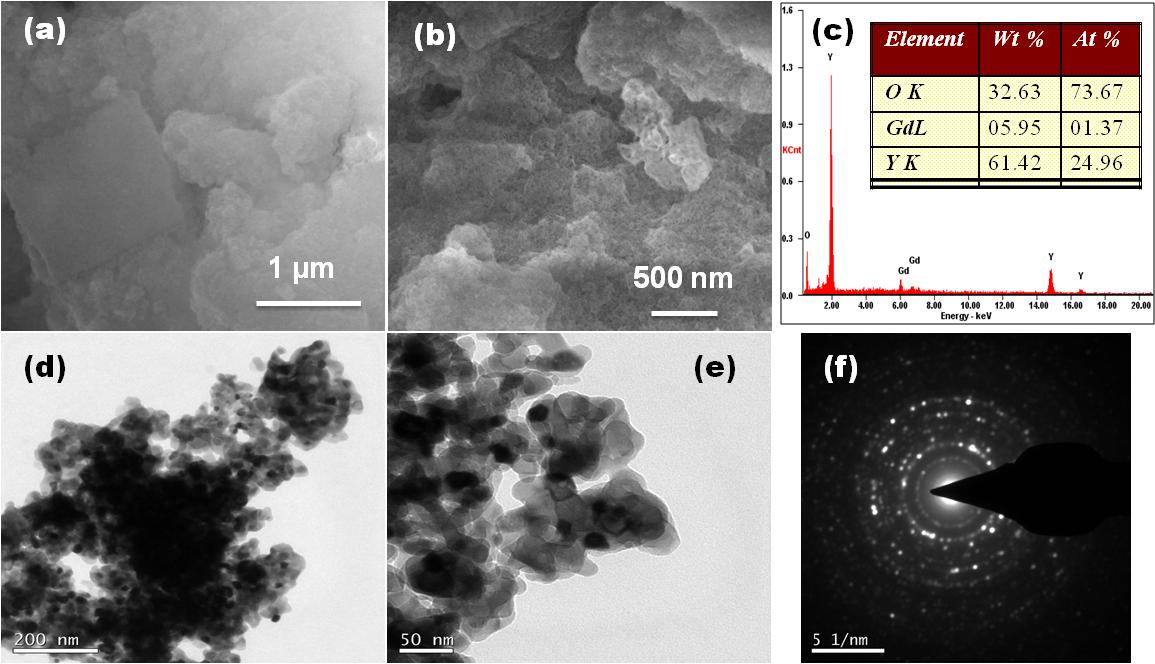 (a)
1 µm
(b)
500 nm
(c)
Element Wt % At %
O K 32.63 73.67
GdL 05.95 01.37
Y K 61.42 24.96
1.6
1.3
0.9
KCnt
0.6
0.3
0.0
Y
O
Gd
Gd
Y
Y
2.00 4.00 6.00 8.00 10.00 12.00 14.00 16.00 18.00 20.00
Energy - keV
(d)
200 nm
(e)
50 nm
(f)
5 1/nm